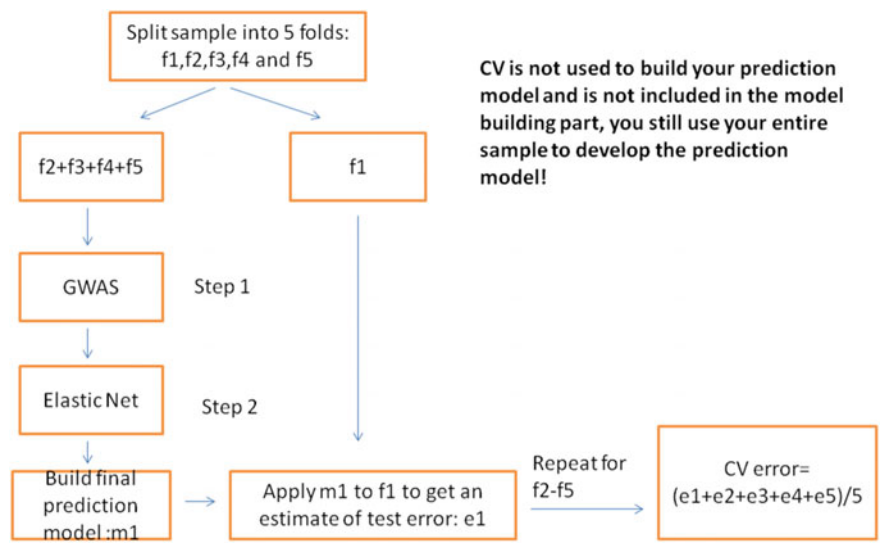 Split sample into 5 folds:
f1,f2,f3,f4 and f5
CV is not used to build your prediction
model and is not included in the model
building part, you still use your entire
sample to develop the prediction
model!
f2+f3+f4+f5
f1
GWAS
Step 1
Elastic Net
Step 2
Build final
prediction
model :m1
Apply m1 to f1 to get an
estimate of test error: e1
Repeat for
f2-f5
CV error=
(e1+e2+e3+e4+e5)/5